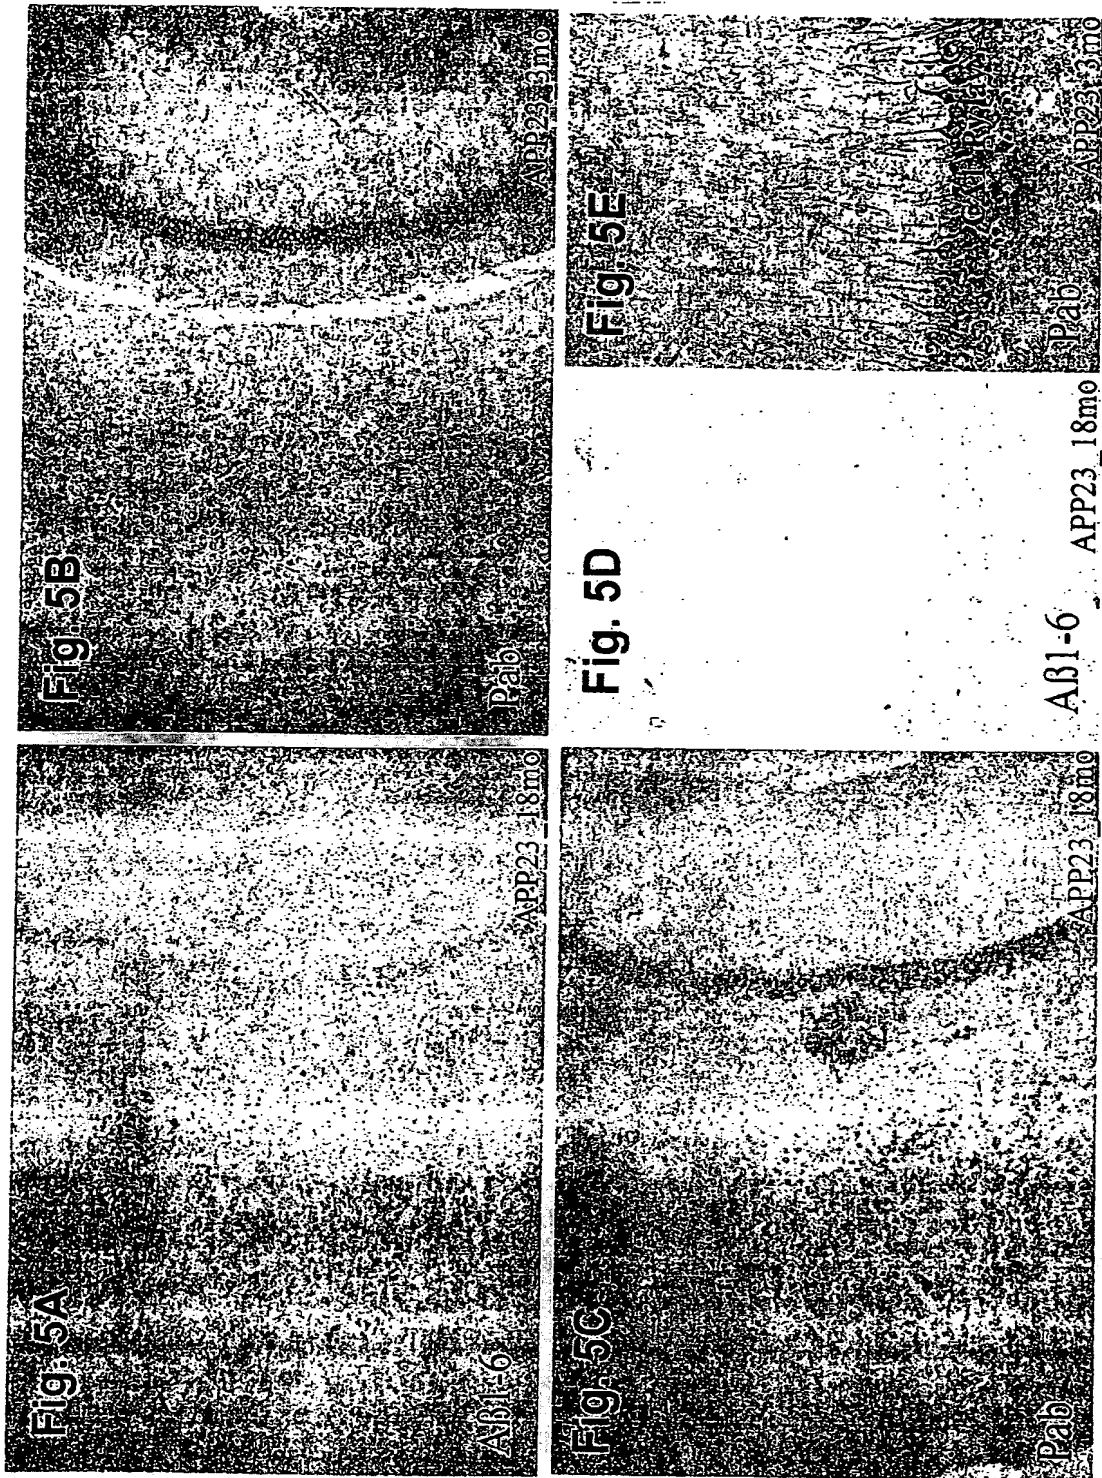 Fig. 5A
Aβ1-6
APP23_18mo
Fig. 5B
Pab
APP23_3mo
Fig. 5C
Pab
APP23_18mo
Fig. 5D
Aβ1-6
APP23_18mo
Fig. 5E
Pab
APP23_3mo